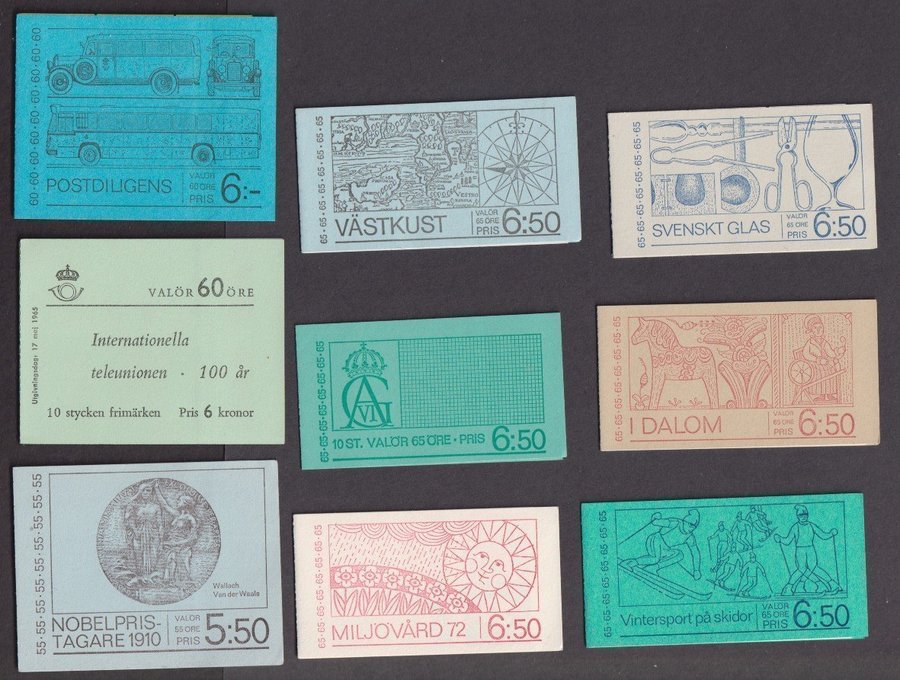 60·60·60·60·60·60·60·60
POSTDILIGENS
VALÖR
60 ÖRE
PRIS
6:-
65·65·65·65·65·65
VÄSTKUST
VALÖR
65 ÖRE
PRIS
6:50
65·65·65·65·65·65
SVENSKT GLAS
VALÖR
65 ÖRE
PRIS
6:50
Utgivningsdag: 17 maj 1965
VALÖR 60 ÖRE
Internationella
teleunionen · 100 år
10 stycken frimärken Pris 6 kronor
65·65·65·65·65·65
10 ST. VALÖR 65 ÖRE · PRIS 6:50
65·65·65·65·65·65
I DALOM
VALÖR
65 ÖRE
PRIS
6:50
55·55·55·55·55·55·55·55
Wallach
Van der Waals
NOBELPRIS-
TAGARE 1910
VALÖR
55 ÖRE
PRIS
5:50
65·65·65·65·65·65
MILJÖVÅRD 72
VALÖR
65 ÖRE
PRIS
6:50
65·65·65·65·65·65
Vintersport på skidor
VALÖR
65 ÖRE
PRIS
6:50